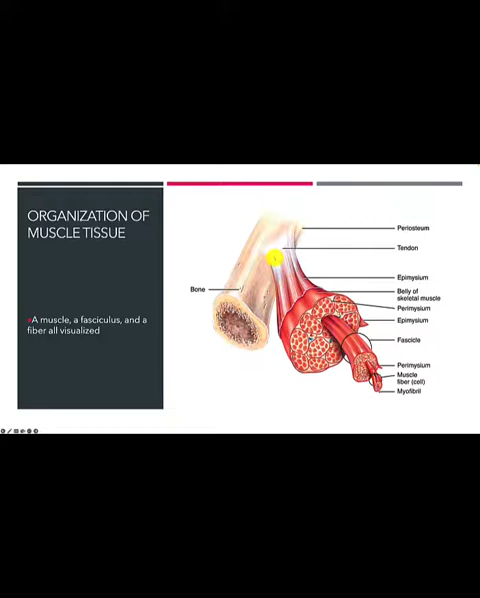 ORGANIZATION OF
MUSCLE TISSUE
A muscle, a fasciculus, and a
fiber all visualized
Bone
Periosteum
Tendon
Epimysium
Belly of
skeletal muscle
Perimysium
Epimysium
Fascicle
Perimysium
Muscle
fiber (cell)
Myofibril